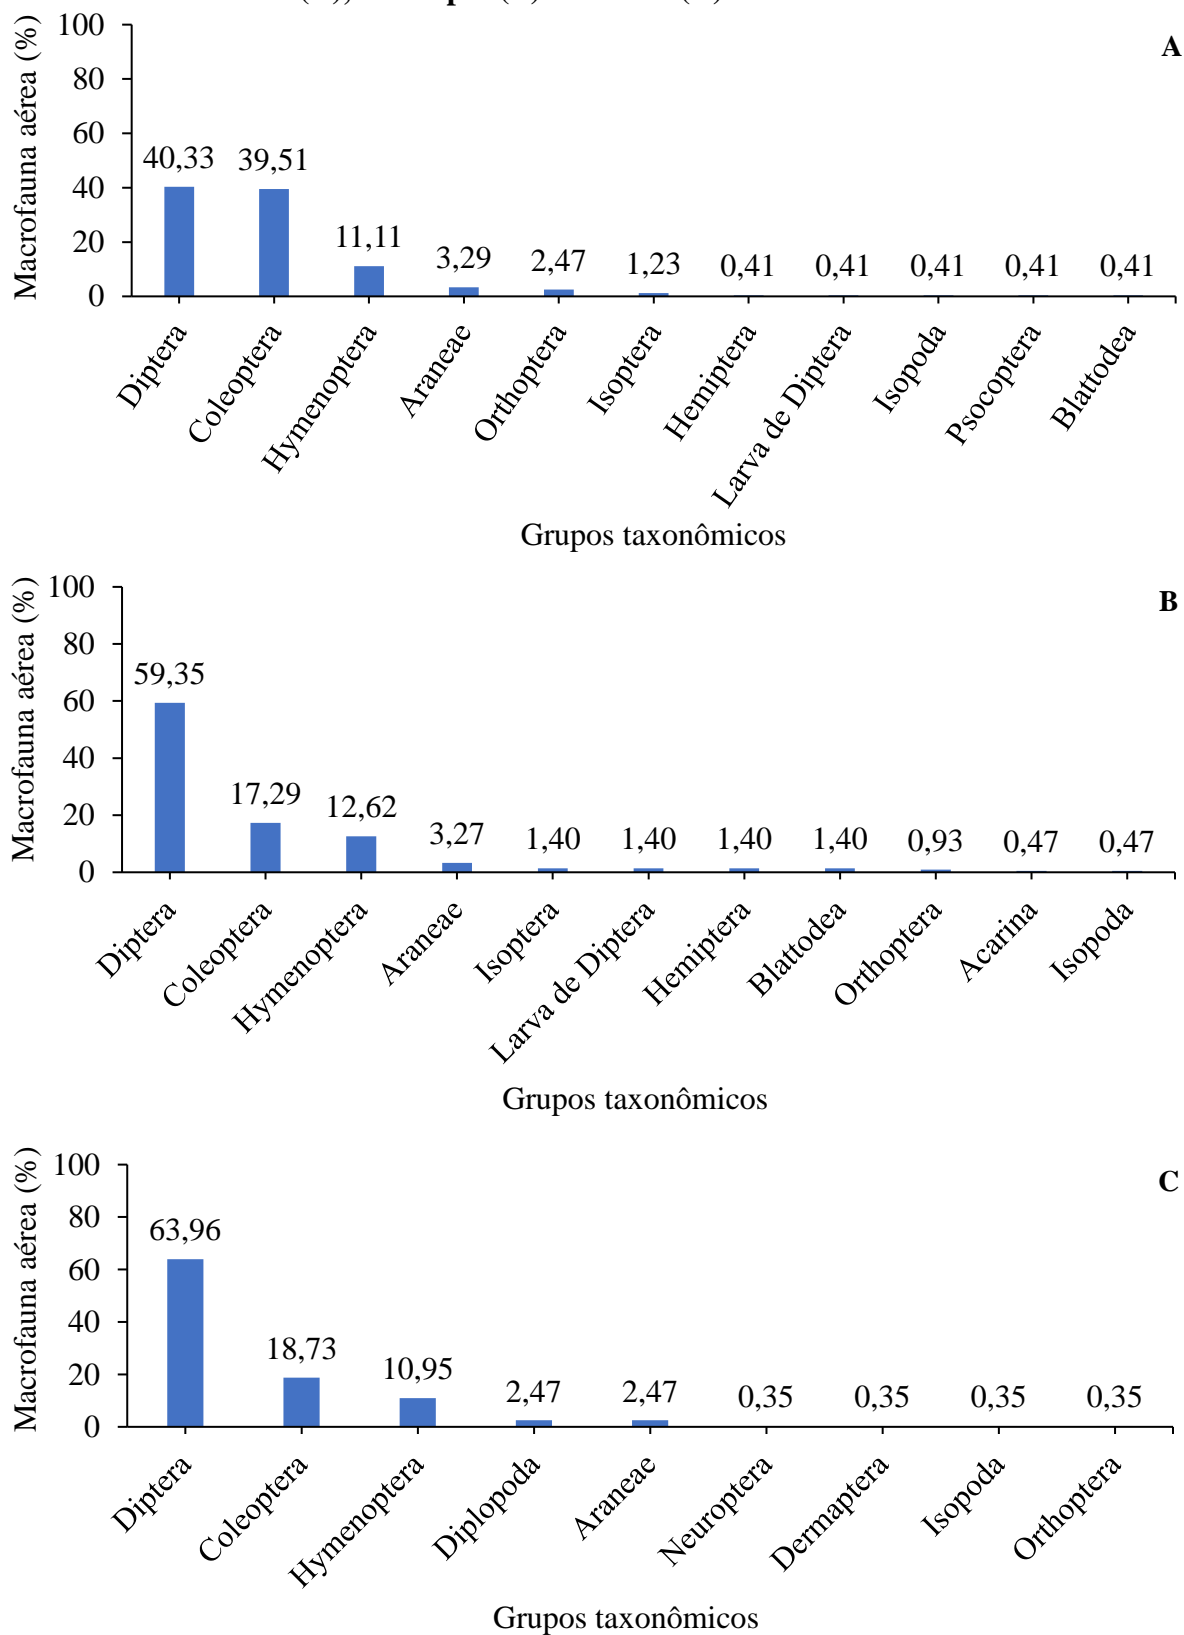 100
80
60
40
20
0
Macrofauna aérea (%)
A
40,33 39,51 11,11 3,29 2,47 1,23 0,41 0,41 0,41 0,41 0,41
Diptera Coleoptera Hymenoptera Araneae Orthoptera Isoptera Hemiptera Larva de Diptera Isopoda Psocoptera Blattodea
Grupos taxonômicos
100
80
60
40
20
0
Macrofauna aérea (%)
B
59,35 17,29 12,62 3,27 1,40 1,40 1,40 1,40 0,93 0,47 0,47
Diptera Coleoptera Hymenoptera Araneae Isoptera Larva de Diptera Hemiptera Blattodea Orthoptera Acarina Isopoda
Grupos taxonômicos
100
80
60
40
20
0
Macrofauna aérea (%)
C
63,96 18,73 10,95 2,47 2,47 0,35 0,35 0,35 0,35
Diptera Coleoptera Hymenoptera Diplopoda Araneae Neuroptera Dermaptera Isopoda Orthoptera
Grupos taxonômicos